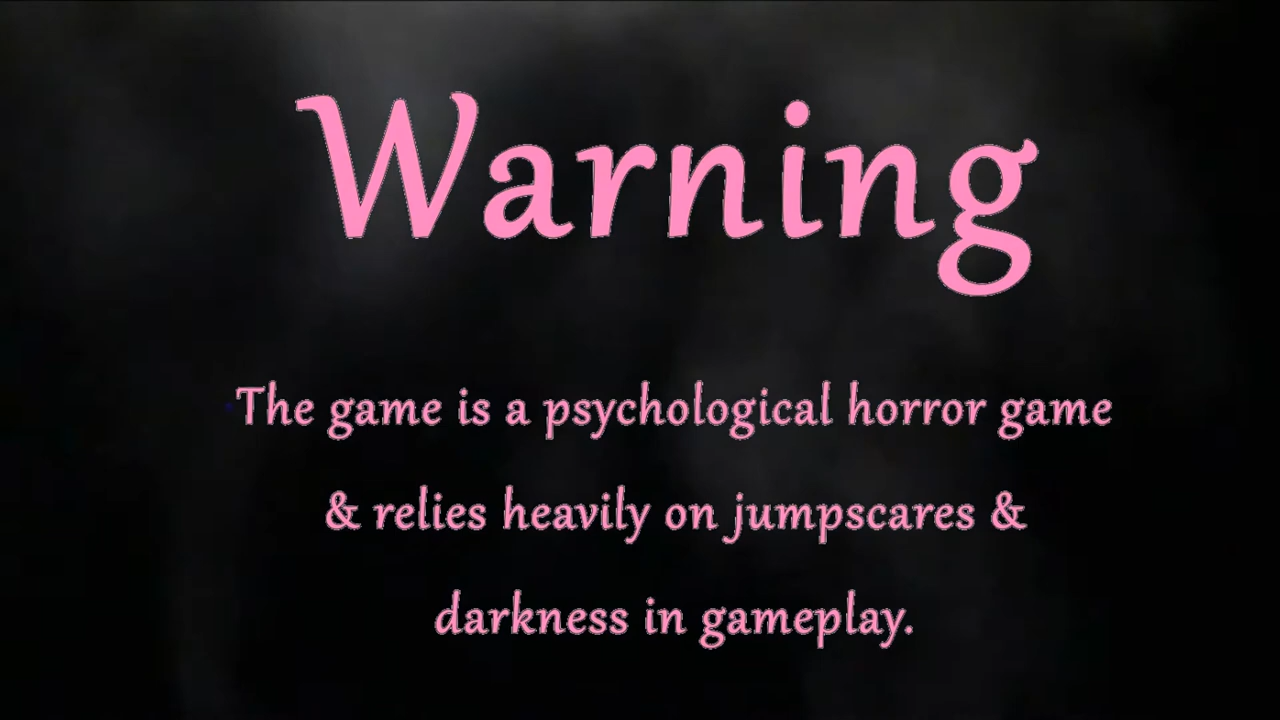 Warning
The game is a psychological horror game
& relies heavily on jumpscares &
darkness in gameplay.